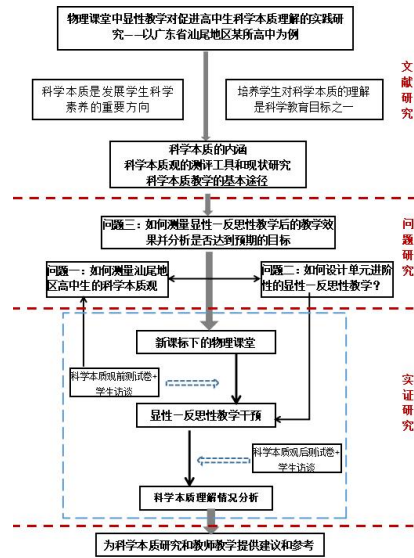 物理课堂中显性教学对促进高中生科学本质理解的实践研
究——以广东省汕尾地区某所高中为例
科学本质是发展学生科学
素养的重要方向
培养学生对科学本质的理解
是科学教育目标之一
文献研究
科学本质的内涵
科学本质观的测评工具和现状研究
科学本质教学的基本途径
问题三：如何测量显性—反思性教学后的教学效
果并分析是否达到预期的目标
问题研究
问题一：如何测量汕尾地
区高中生的科学本质观
问题二：如何设计单元进阶
性的显性—反思性教学？
新课标下的物理课堂
科学本质观前测试卷+
学生访谈
实证研究
显性—反思性教学干预
科学本质观后测试卷+
学生访谈
科学本质理解情况分析
为科学本质研究和教师教学提供建议和参考